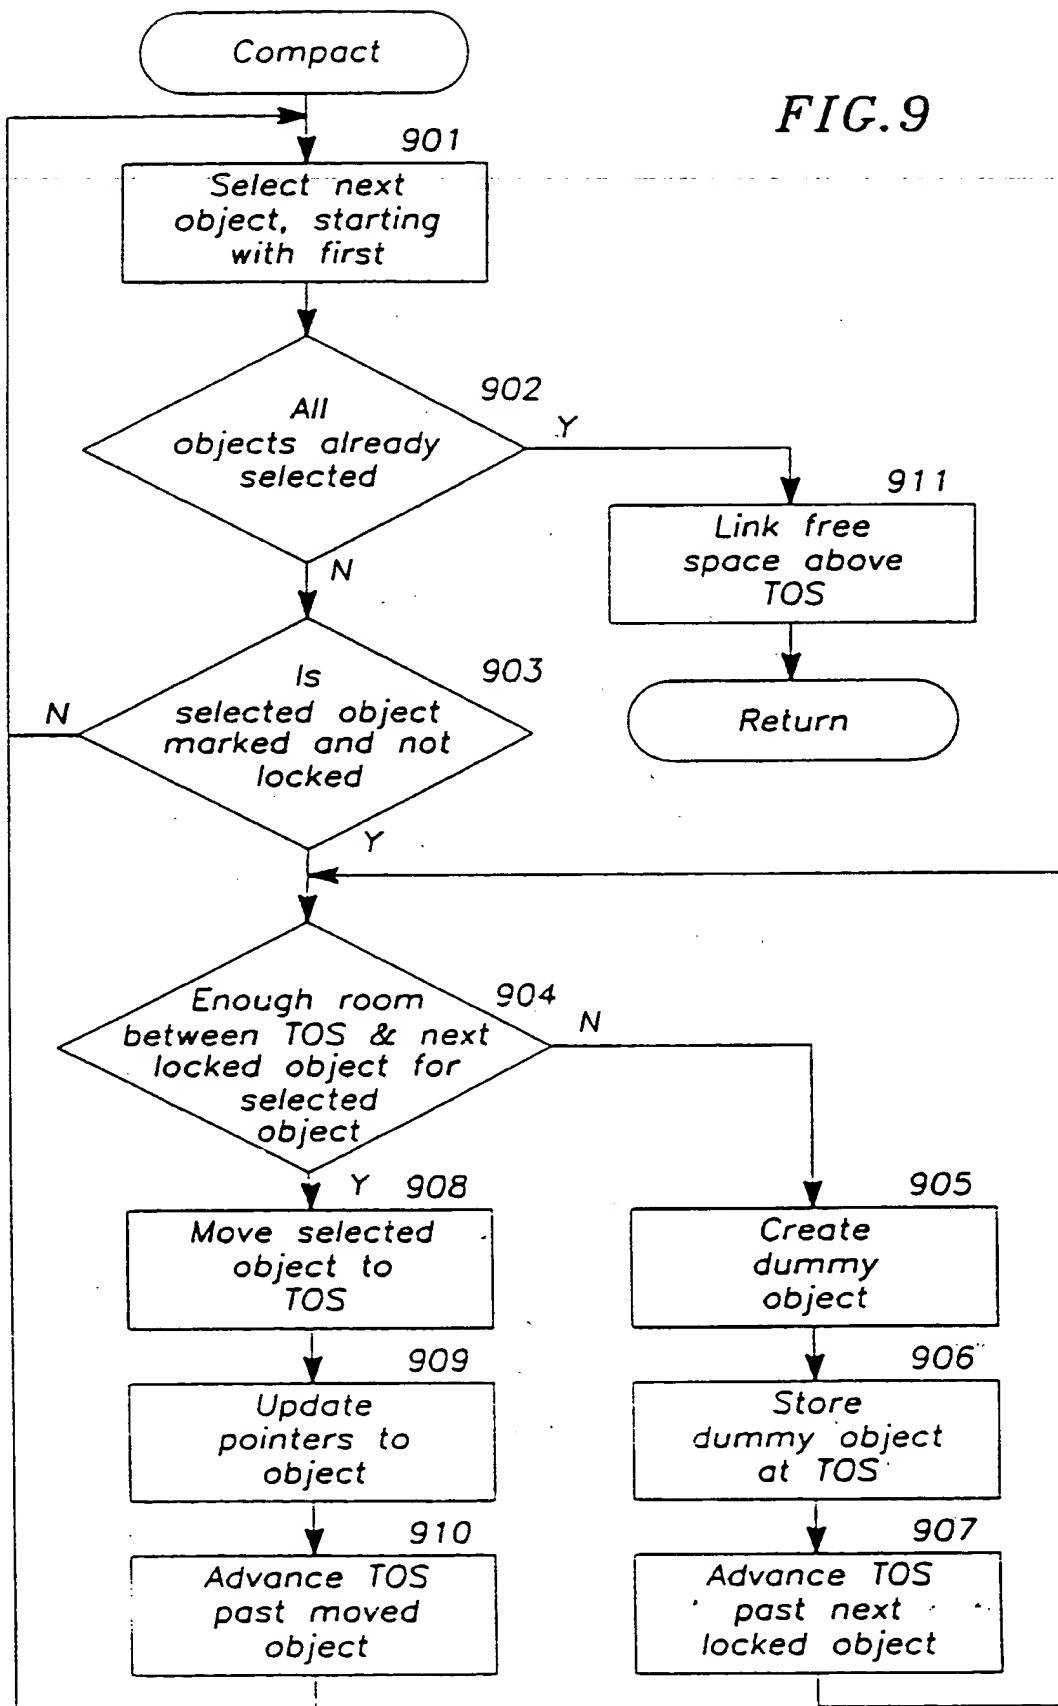 Compact
FIG.9
901
Select next
object, starting
with first
902
All
objects already
selected
Y
911
Link free
space above
TOS
N
903
Is
selected object
marked and not
locked
N
Return
Y
904
Enough room
between TOS & next
locked object for
selected
object
N
Y
908
Move selected
object to
TOS
905
Create
dummy
object
909
Update
pointers to
object
906
Store
dummy object
at TOS
910
Advance TOS
past moved
object
907
Advance TOS
past next
locked object